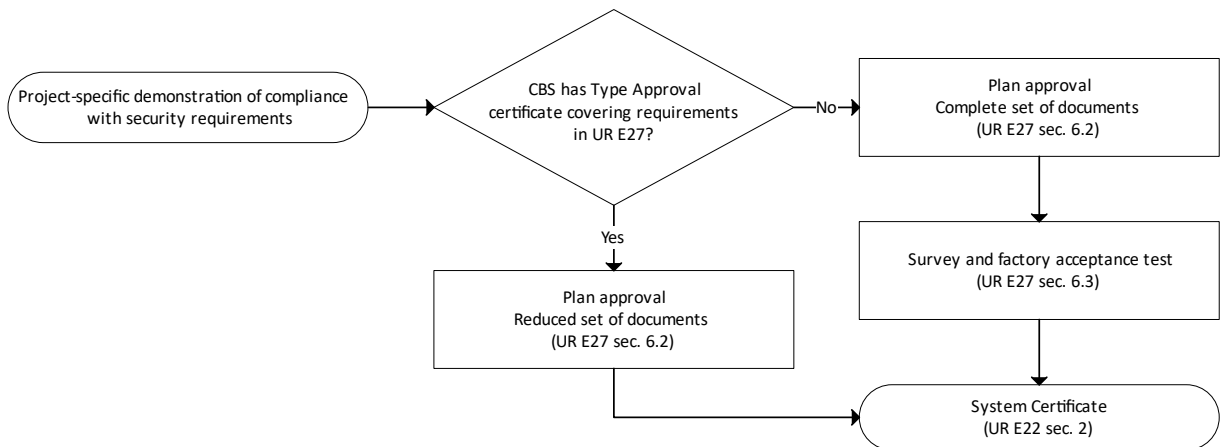 Project-specific demonstration of compliance
with security requirements
CBS has Type Approval
certificate covering requirements
in UR E27?
No
Plan approval
Complete set of documents
(UR E27 sec. 6.2)
Yes
Survey and factory acceptance test
(UR E27 sec. 6.3)
Plan approval
Reduced set of documents
(UR E27 sec. 6.2)
System Certificate
(UR E22 sec. 2)